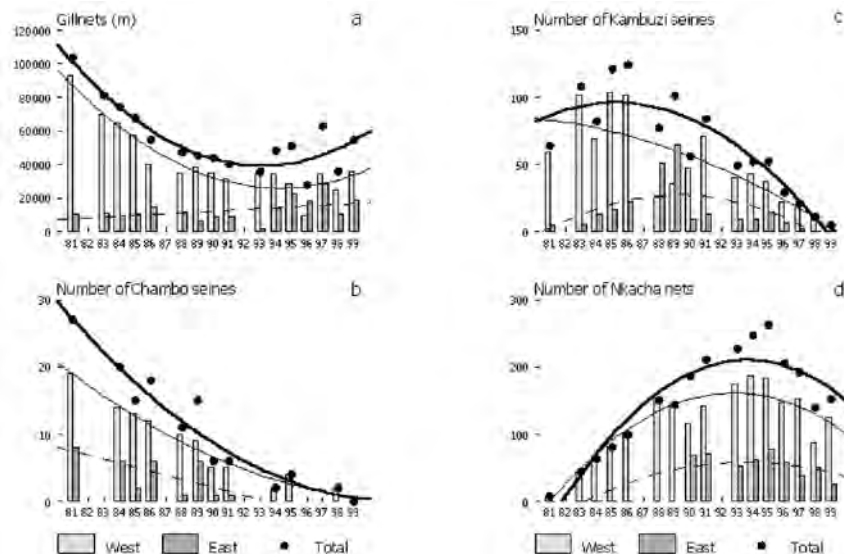 Gillnets (m) a
120000
100000
80000
60000
40000
20000
0
81 82 83 84 85 86 87 88 89 90 91 92 93 94 95 96 97 98 99
Number of Kambuzi seines c
150
100
50
0
81 82 83 84 85 86 87 88 89 90 91 92 93 94 95 96 97 98 99
Number of Chambo seines b
30
20
10
0
81 82 83 84 85 86 87 88 89 90 91 92 93 94 95 96 97 98 99
West East Total
Number of Nkacha nets d
300
200
100
0
81 82 83 84 85 86 87 88 89 90 91 92 93 94 95 96 97 98 99
West East Total